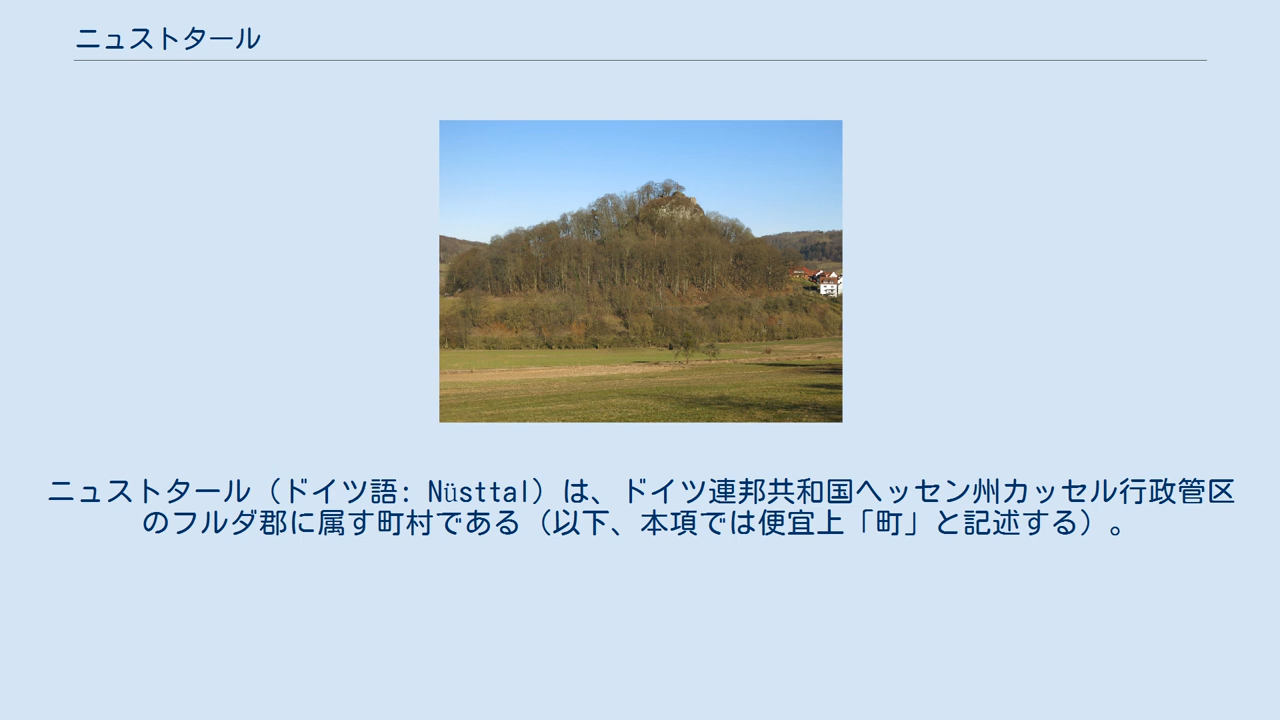 ニュストタール
ニュストタール（ドイツ語: Nüsttal）は、ドイツ連邦共和国ヘッセン州カッセル行政管区
のフルダ郡に属す町村である（以下、本項では便宜上「町」と記述する）。